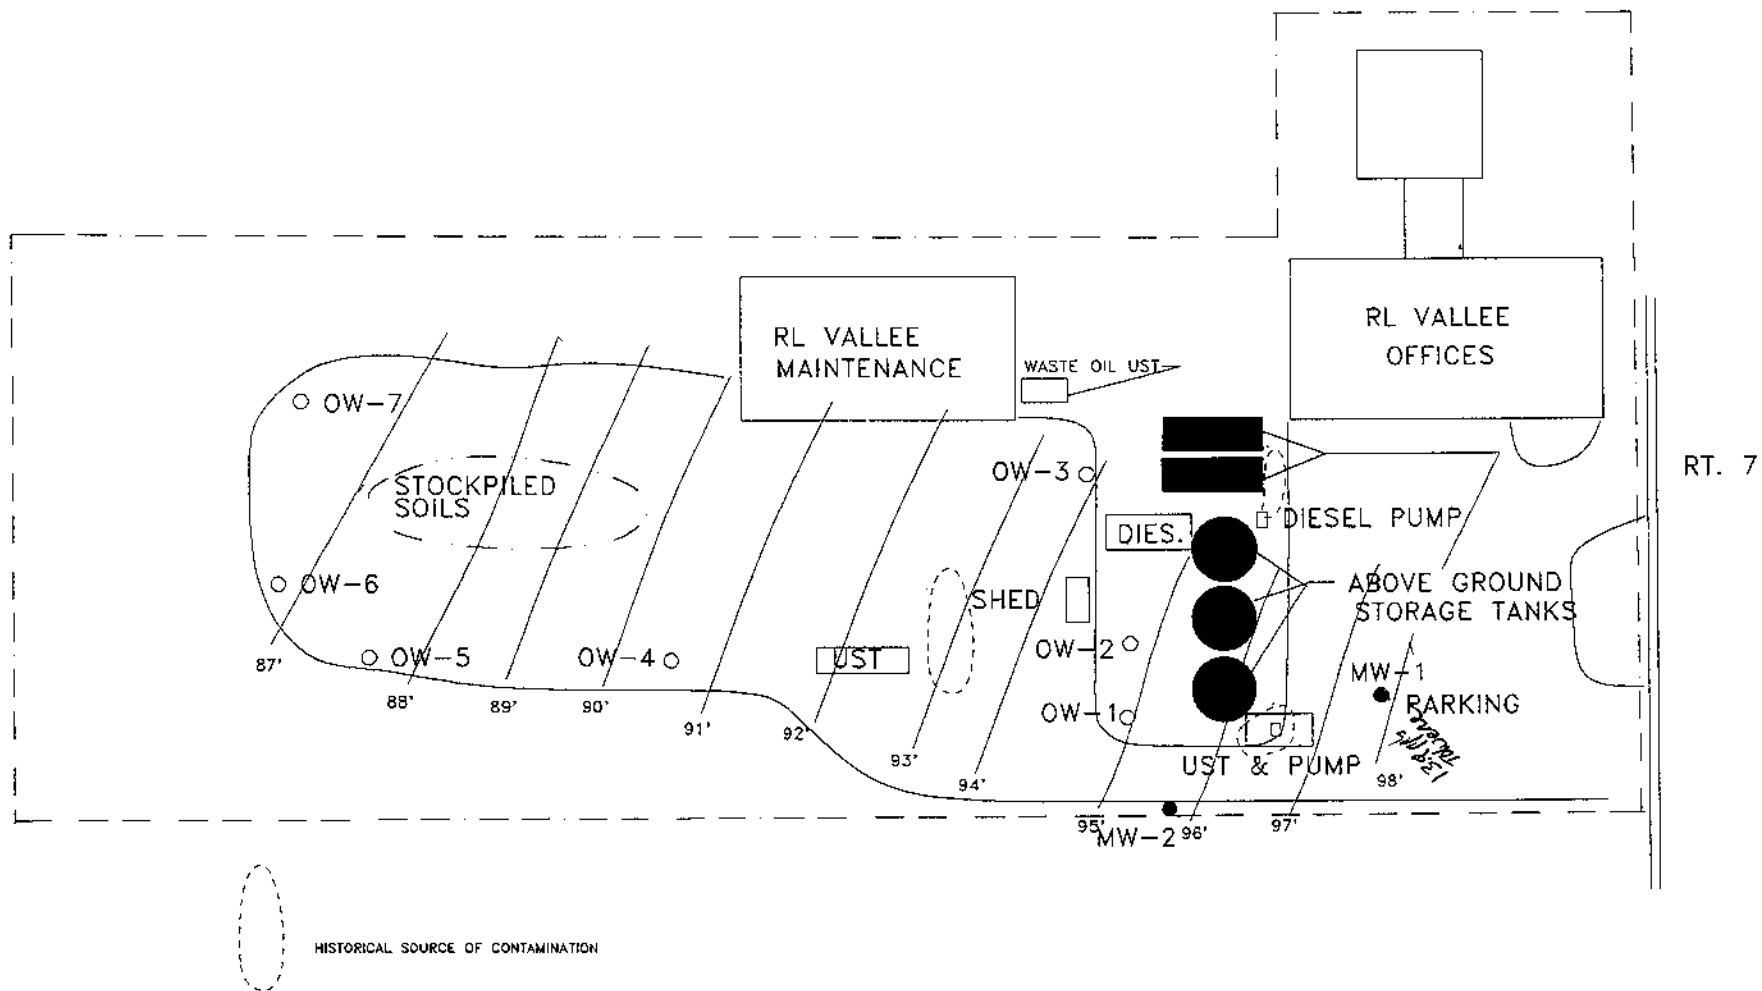 RL VALLEE
OFFICES
RL VALLEE
MAINTENANCE
WASTE OIL UST
RT. 7
OW-7
OW-3
STOCKPILED
SOILS
DIES.
DIESEL PUMP
OW-6
SHED
ABOVE GROUND
STORAGE TANKS
OW-5
OW-4
UST
OW-2
MW-1
PARKING
OW-1
UST & PUMP
87'
88'
89'
90'
91'
92'
93'
94'
95'
96'
97'
98'
MW-2
HISTORICAL SOURCE OF CONTAMINATION